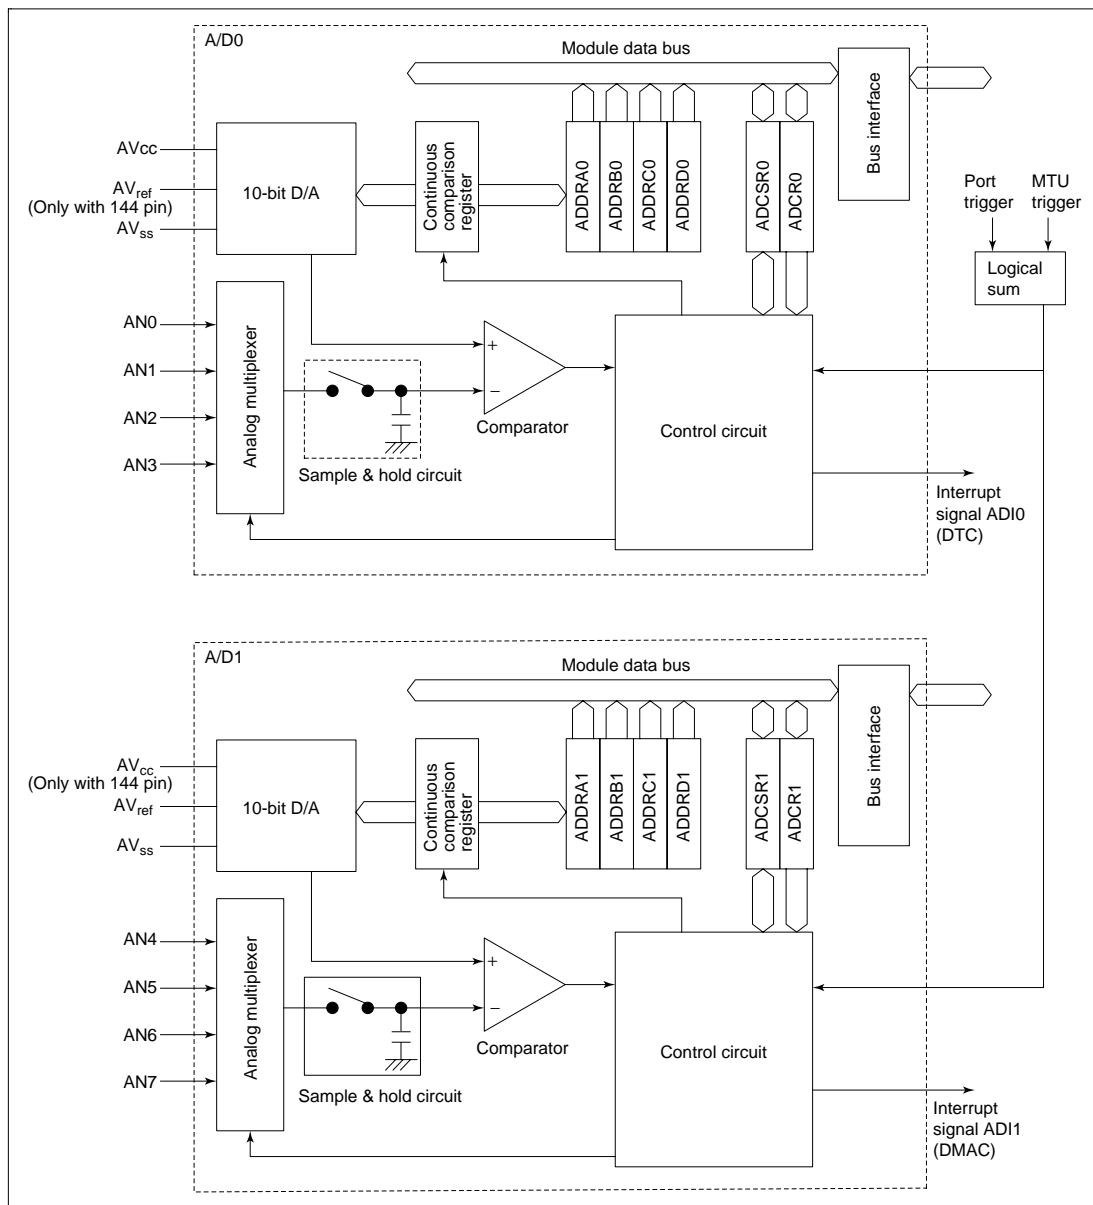 A/D0
Module data bus
Bus interface
AVcc
AVref
(Only with 144 pin)
AVss
10-bit D/A
Continuous
comparison
register
ADDRA0
ADDRB0
ADDRC0
ADDRD0
ADCSR0
ADCR0
Port
trigger
MTU
trigger
Logical
sum
AN0
AN1
AN2
AN3
Analog multiplexer
+
−
Comparator
Sample & hold circuit
Control circuit
Interrupt
signal ADI0
(DTC)
A/D1
Module data bus
Bus interface
AVcc
(Only with 144 pin)
AVref
AVss
10-bit D/A
Continuous
comparison
register
ADDRA1
ADDRB1
ADDRC1
ADDRD1
ADCSR1
ADCR1
AN4
AN5
AN6
AN7
Analog multiplexer
+
−
Comparator
Sample & hold circuit
Control circuit
Interrupt
signal ADI1
(DMAC)